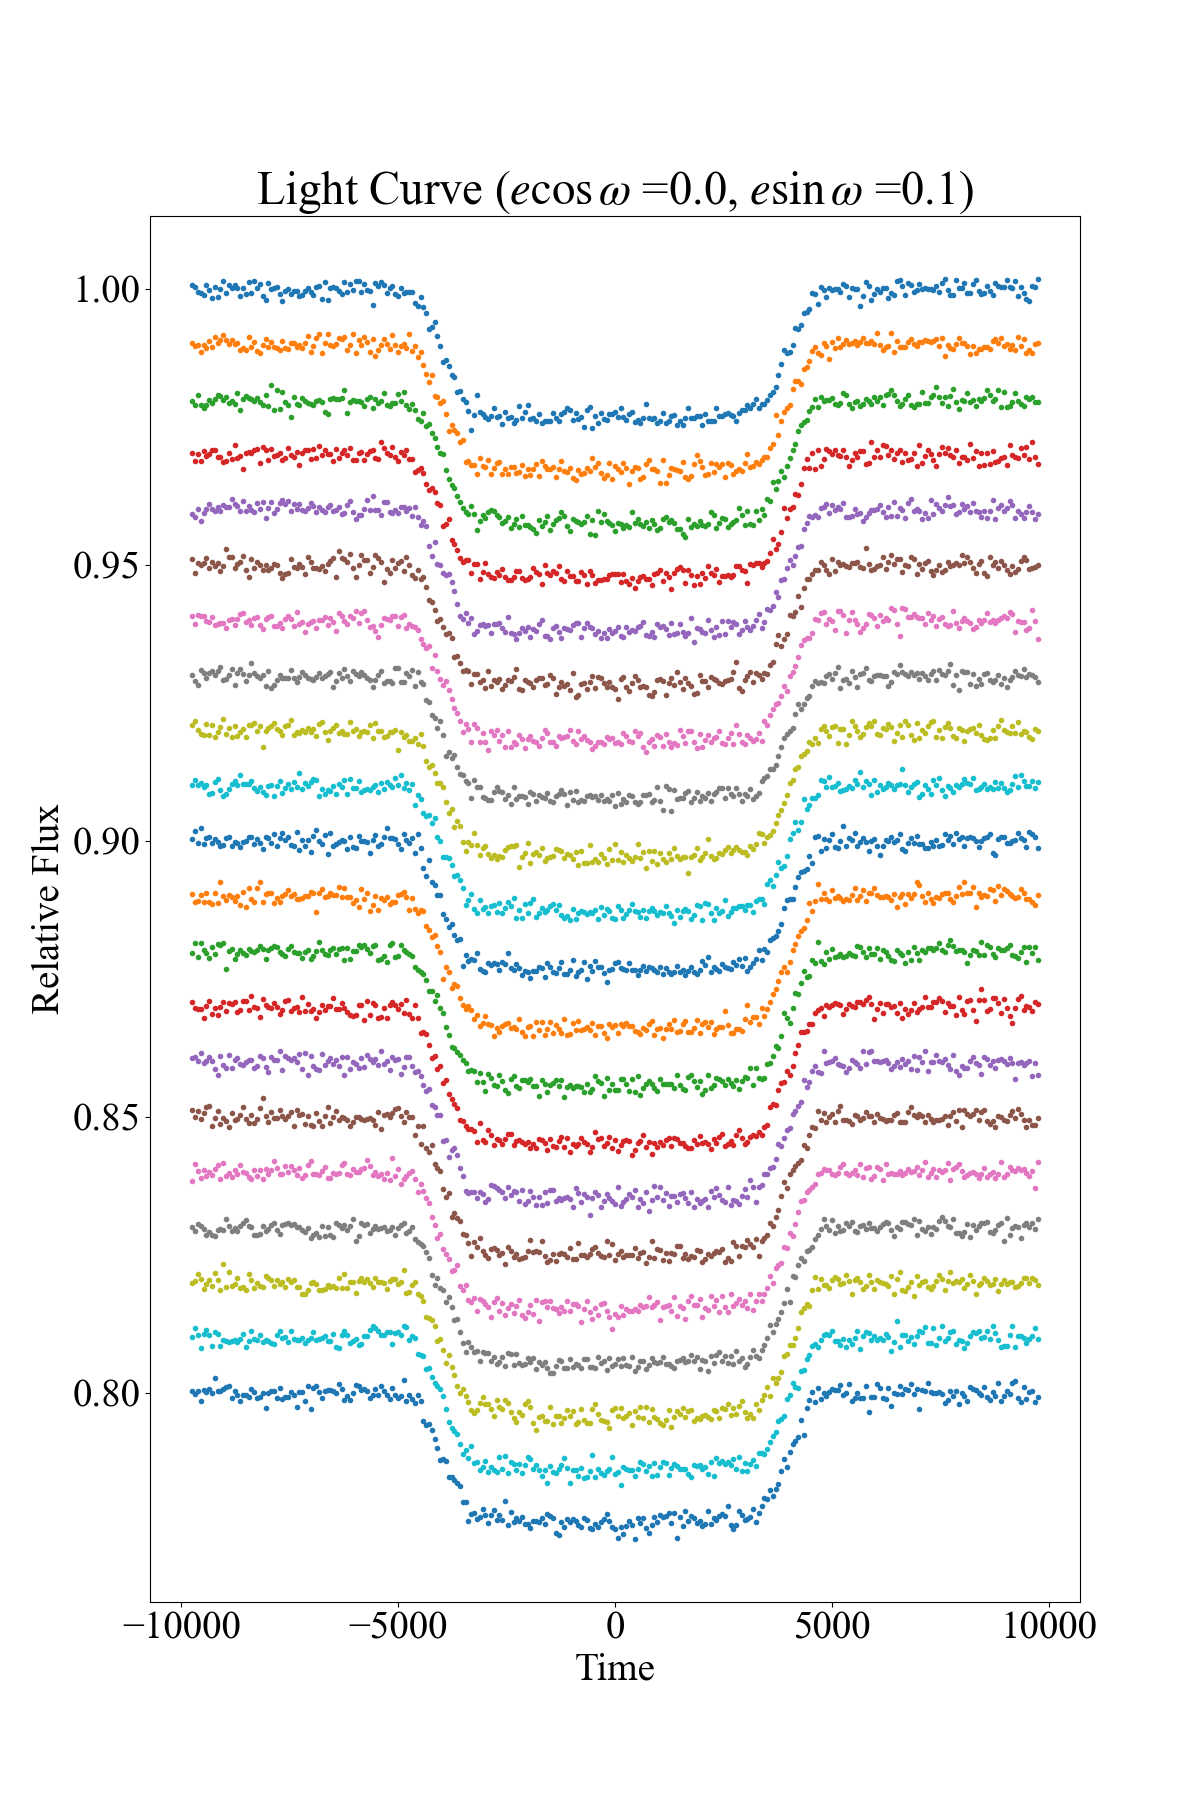 Light Curve (ecos ω =0.0, esin ω =0.1)
1.00
0.95
0.90
0.85
0.80
Relative Flux
−10000 −5000 0 5000 10000
Time